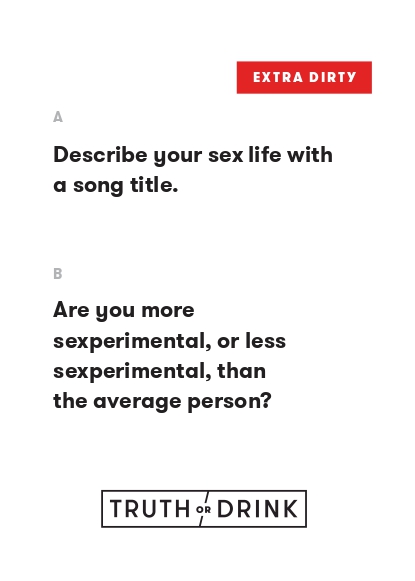 EXTRA DIRTY
A
Describe your sex life with
a song title.
B
Are you more
sexperimental, or less
sexperimental, than
the average person?
TRUTH OR DRINK